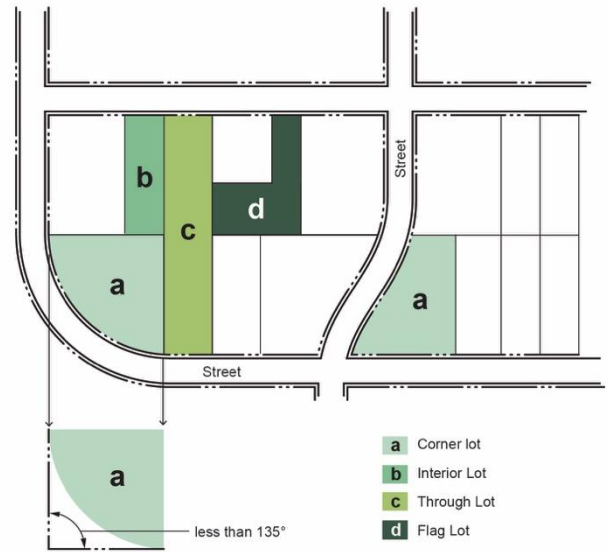 Street
b
c
d
a
a
Street
a
less than 135°
a Corner lot
b Interior Lot
c Through Lot
d Flag Lot